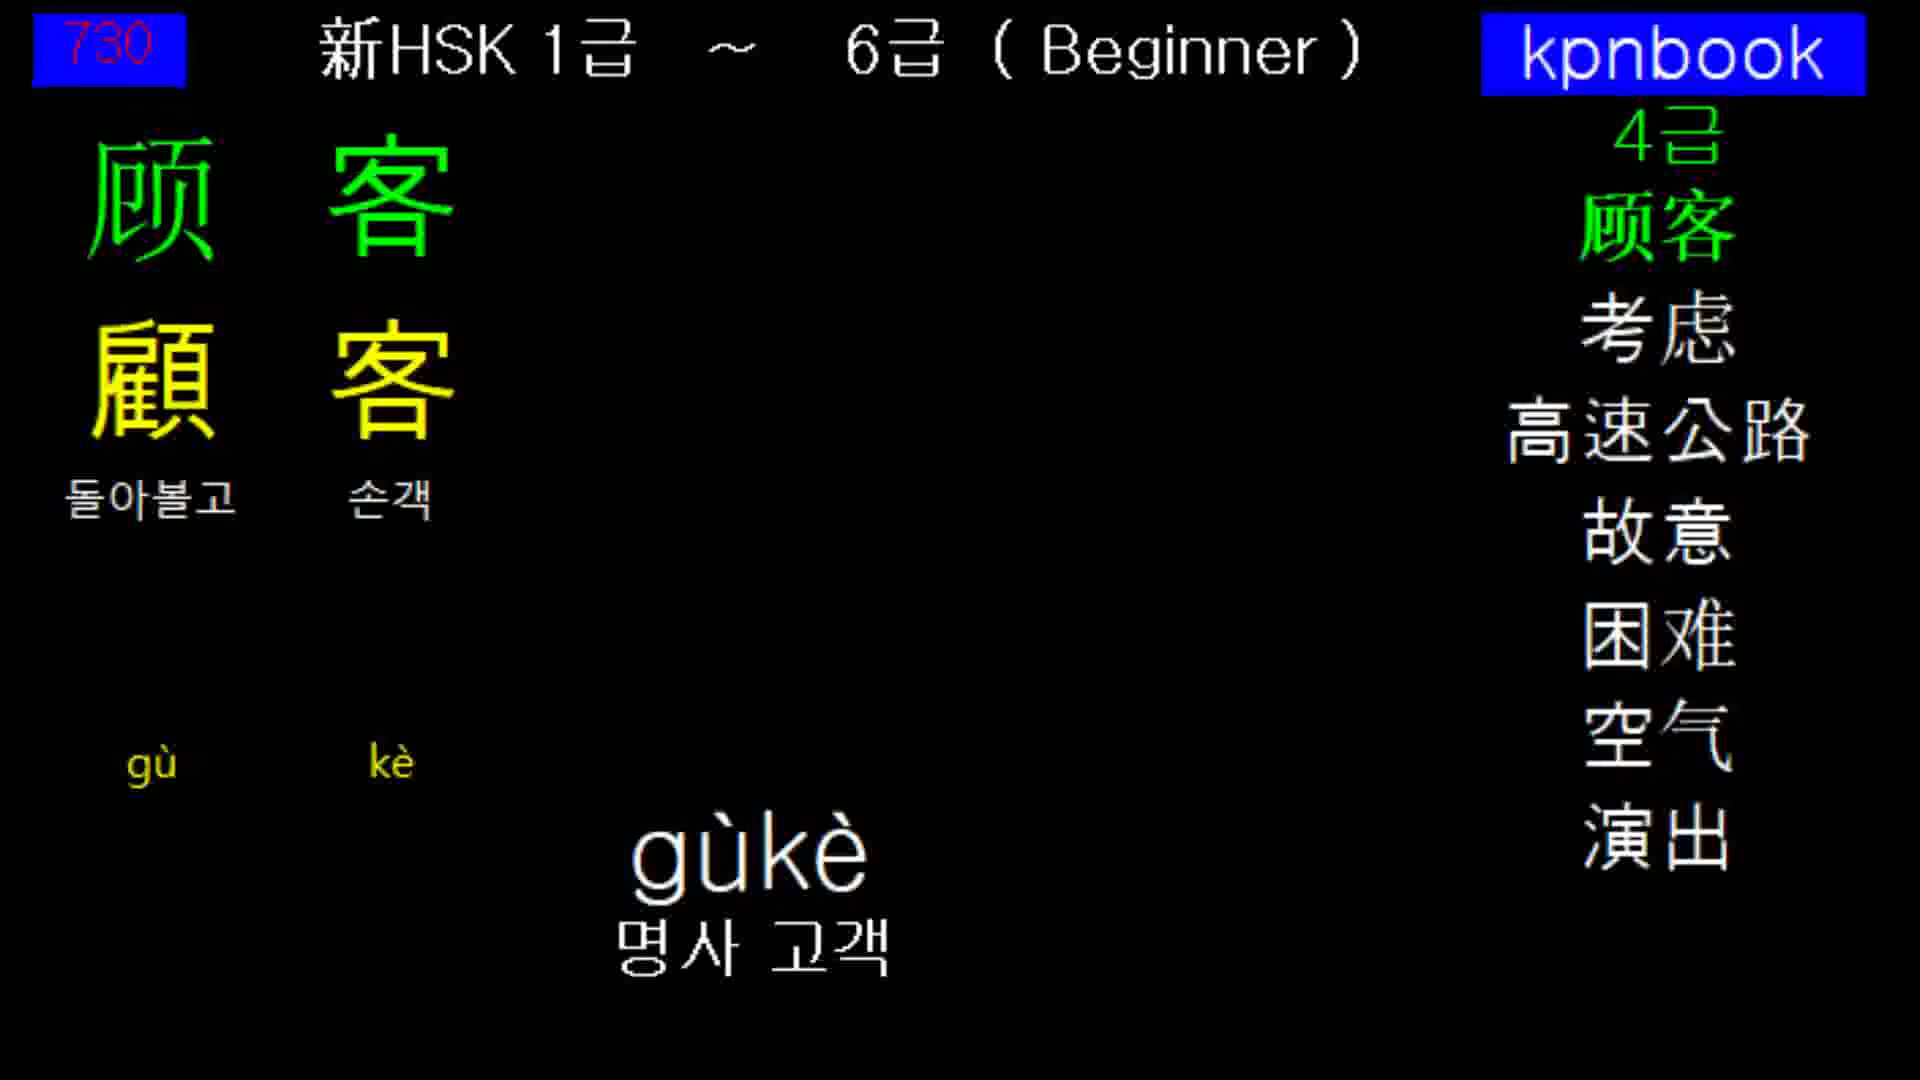 730 新HSK 1급 ~ 6급 ( Beginner ) kpnbook
顾 客
顧 客
돌아볼고 손객
gù kè
gùkè
명사 고객
4급
顾客
考虑
高速公路
故意
困难
空气
演出